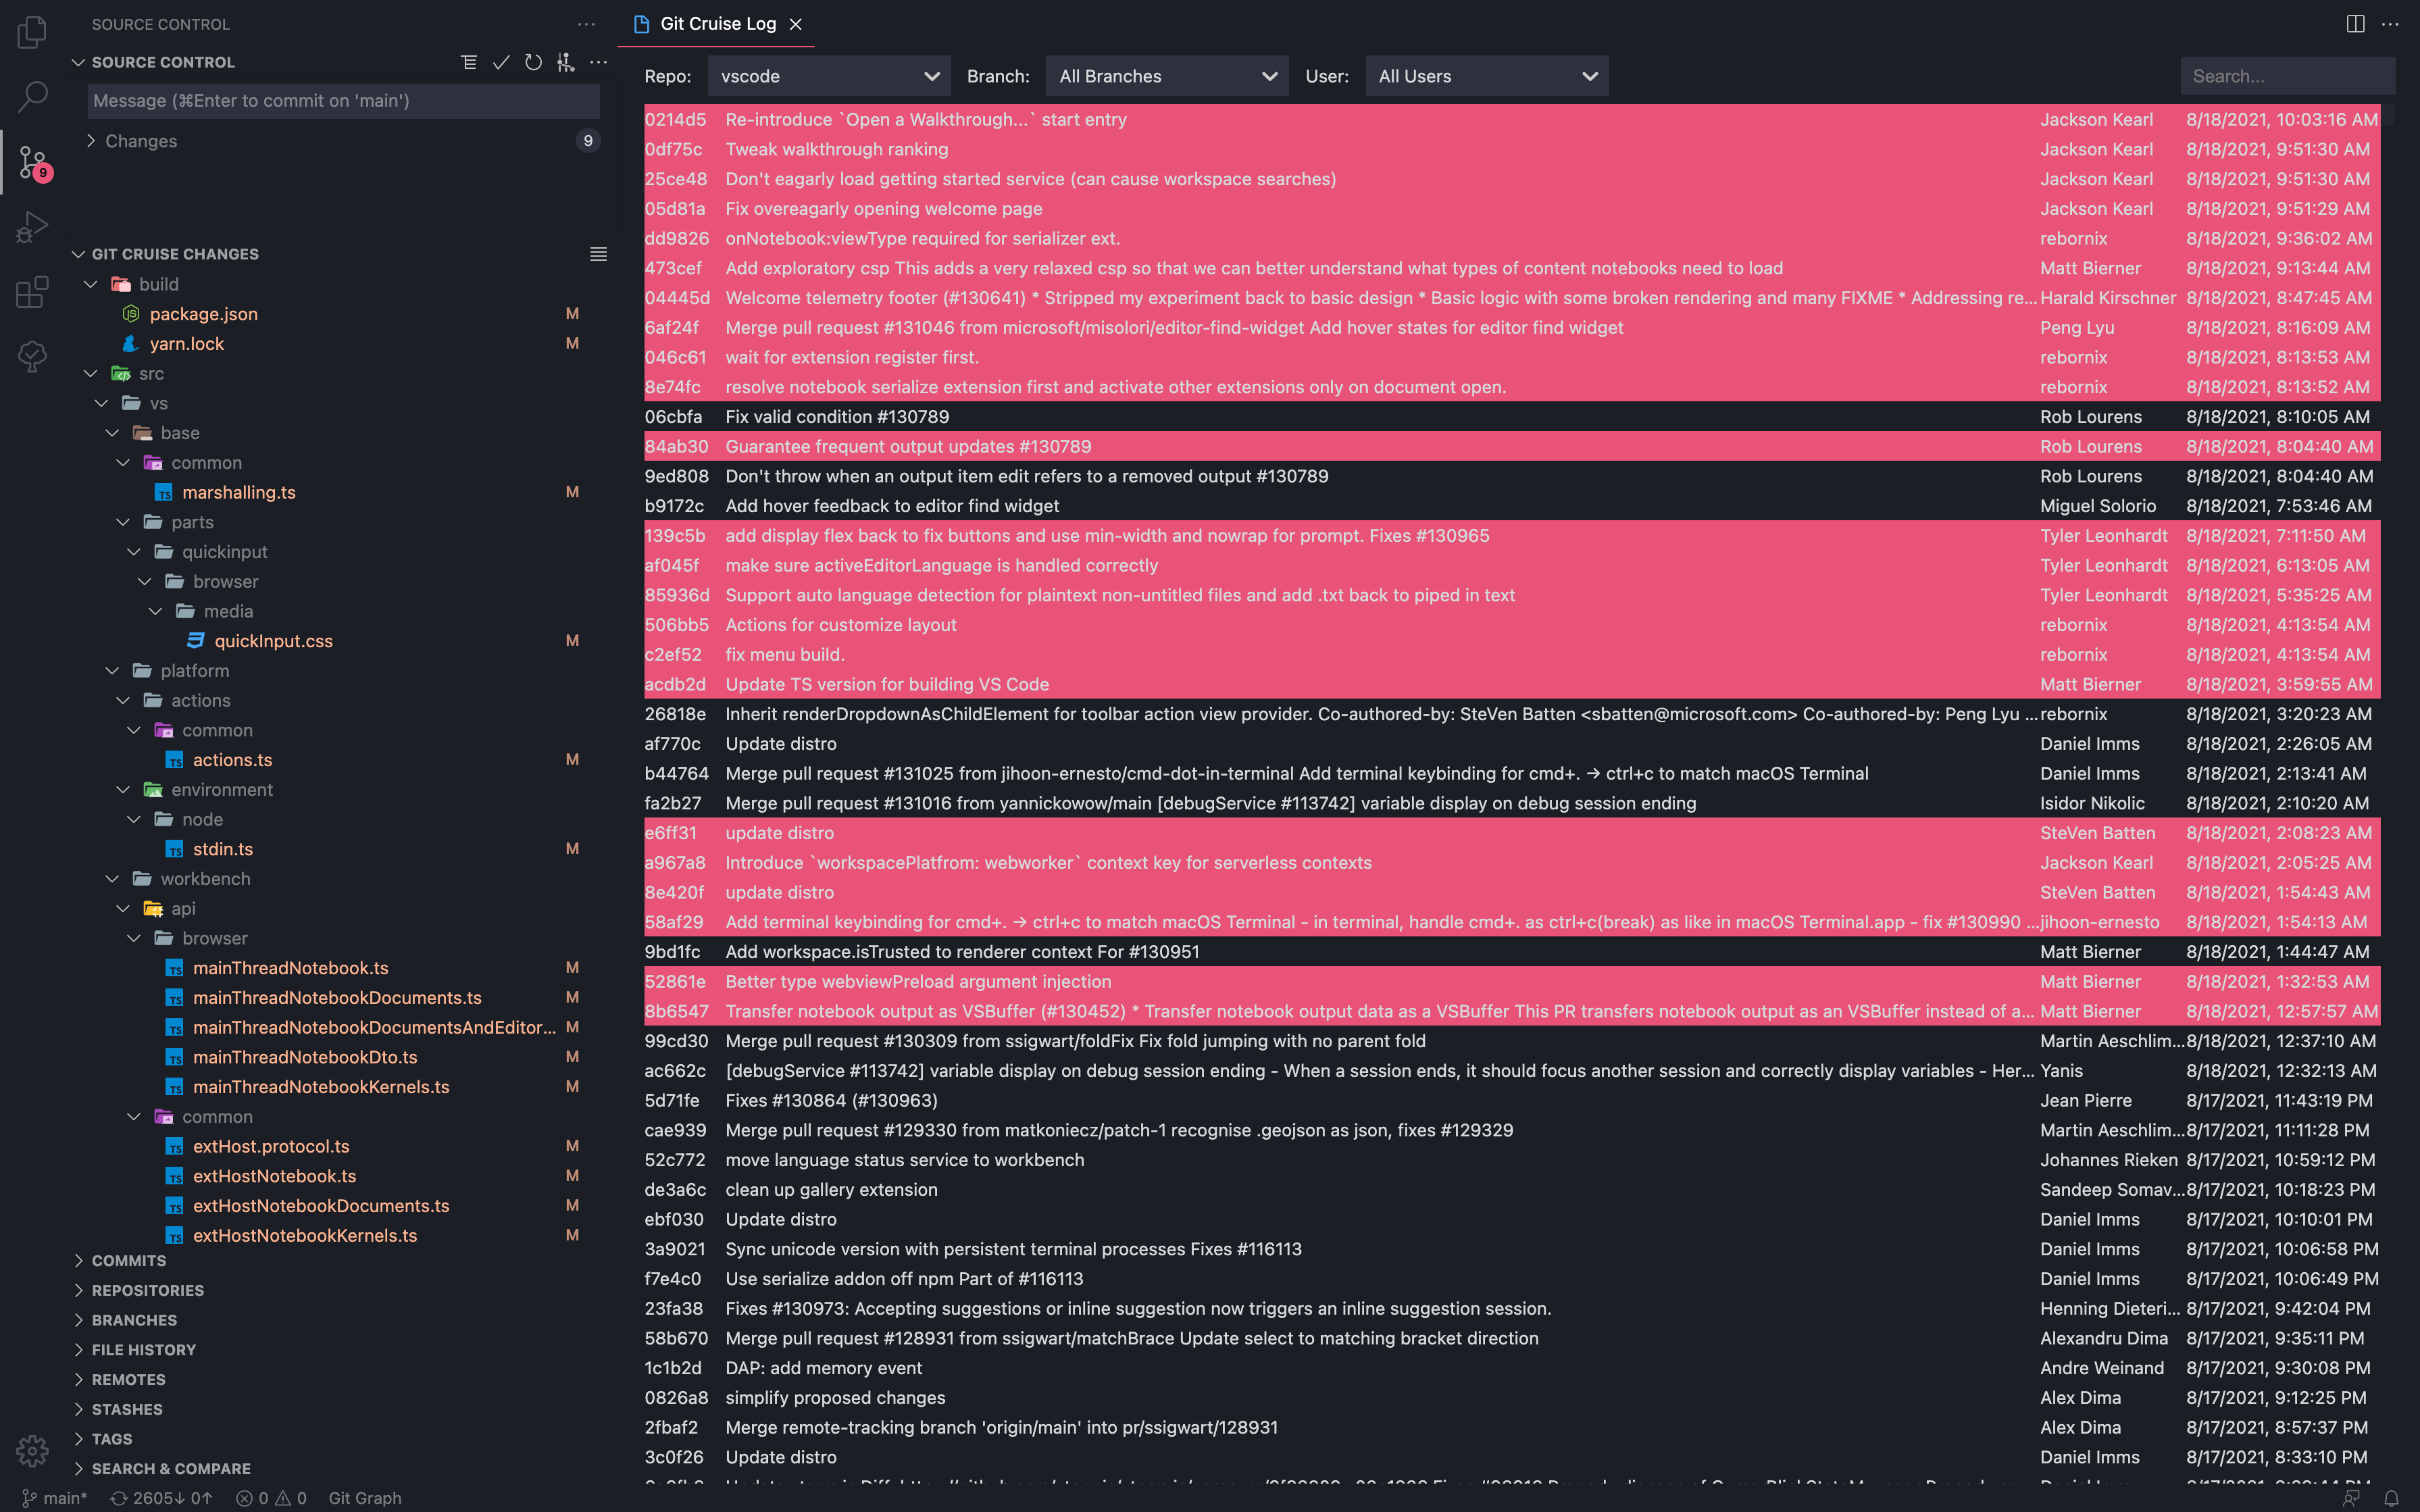 SOURCE CONTROL
SOURCE CONTROL
Message (⌘Enter to commit on 'main')
Changes 9
9
GIT CRUISE CHANGES
build
package.json M
yarn.lock M
src
vs
base
common
marshalling.ts M
parts
quickinput
browser
media
quickInput.css M
platform
actions
common
actions.ts M
environment
node
stdin.ts M
workbench
api
browser
mainThreadNotebook.ts M
mainThreadNotebookDocuments.ts M
mainThreadNotebookDocumentsAndEditor... M
mainThreadNotebookDto.ts M
mainThreadNotebookKernels.ts M
common
extHost.protocol.ts M
extHostNotebook.ts M
extHostNotebookDocuments.ts M
extHostNotebookKernels.ts M
COMMITS
REPOSITORIES
BRANCHES
FILE HISTORY
REMOTES
STASHES
TAGS
SEARCH & COMPARE
Git Cruise Log
Repo: vscode Branch: All Branches User: All Users Search...
0214d5 Re-introduce `Open a Walkthrough...` start entry Jackson Kearl 8/18/2021, 10:03:16 AM
0df75c Tweak walkthrough ranking Jackson Kearl 8/18/2021, 9:51:30 AM
25ce48 Don't eagarly load getting started service (can cause workspace searches) Jackson Kearl 8/18/2021, 9:51:30 AM
05d81a Fix overeagarly opening welcome page Jackson Kearl 8/18/2021, 9:51:29 AM
dd9826 onNotebook:viewType required for serializer ext. rebornix 8/18/2021, 9:36:02 AM
473cef Add exploratory csp This adds a very relaxed csp so that we can better understand what types of content notebooks need to load Matt Bierner 8/18/2021, 9:13:44 AM
04445d Welcome telemetry footer (#130641) * Stripped my experiment back to basic design * Basic logic with some broken rendering and many FIXME * Addressing re... Harald Kirschner 8/18/2021, 8:47:45 AM
6af24f Merge pull request #131046 from microsoft/misolori/editor-find-widget Add hover states for editor find widget Peng Lyu 8/18/2021, 8:16:09 AM
046c61 wait for extension register first. rebornix 8/18/2021, 8:13:53 AM
8e74fc resolve notebook serialize extension first and activate other extensions only on document open. rebornix 8/18/2021, 8:13:52 AM
06cbfa Fix valid condition #130789 Rob Lourens 8/18/2021, 8:10:05 AM
84ab30 Guarantee frequent output updates #130789 Rob Lourens 8/18/2021, 8:04:40 AM
9ed808 Don't throw when an output item edit refers to a removed output #130789 Rob Lourens 8/18/2021, 8:04:40 AM
b9172c Add hover feedback to editor find widget Miguel Solorio 8/18/2021, 7:53:46 AM
139c5b add display flex back to fix buttons and use min-width and nowrap for prompt. Fixes #130965 Tyler Leonhardt 8/18/2021, 7:11:50 AM
af045f make sure activeEditorLanguage is handled correctly Tyler Leonhardt 8/18/2021, 6:13:05 AM
85936d Support auto language detection for plaintext non-untitled files and add .txt back to piped in text Tyler Leonhardt 8/18/2021, 5:35:25 AM
506bb5 Actions for customize layout rebornix 8/18/2021, 4:13:54 AM
c2ef52 fix menu build. rebornix 8/18/2021, 4:13:54 AM
acdb2d Update TS version for building VS Code Matt Bierner 8/18/2021, 3:59:55 AM
26818e Inherit renderDropdownAsChildElement for toolbar action view provider. Co-authored-by: SteVen Batten <sbatten@microsoft.com> Co-authored-by: Peng Lyu ... rebornix 8/18/2021, 3:20:23 AM
af770c Update distro Daniel Imms 8/18/2021, 2:26:05 AM
b44764 Merge pull request #131025 from jihoon-ernesto/cmd-dot-in-terminal Add terminal keybinding for cmd+. → ctrl+c to match macOS Terminal Daniel Imms 8/18/2021, 2:13:41 AM
fa2b27 Merge pull request #131016 from yannickowow/main [debugService #113742] variable display on debug session ending Isidor Nikolic 8/18/2021, 2:10:20 AM
e6ff31 update distro SteVen Batten 8/18/2021, 2:08:23 AM
a967a8 Introduce `workspacePlatfrom: webworker` context key for serverless contexts Jackson Kearl 8/18/2021, 2:05:25 AM
8e420f update distro SteVen Batten 8/18/2021, 1:54:43 AM
58af29 Add terminal keybinding for cmd+. → ctrl+c to match macOS Terminal - in terminal, handle cmd+. as ctrl+c(break) as like in macOS Terminal.app - fix #130990 ... jihoon-ernesto 8/18/2021, 1:54:13 AM
9bd1fc Add workspace.isTrusted to renderer context For #130951 Matt Bierner 8/18/2021, 1:44:47 AM
52861e Better type webviewPreload argument injection Matt Bierner 8/18/2021, 1:32:53 AM
8b6547 Transfer notebook output as VSBuffer (#130452) * Transfer notebook output data as a VSBuffer This PR transfers notebook output as an VSBuffer instead of a... Matt Bierner 8/18/2021, 12:57:57 AM
99cd30 Merge pull request #130309 from ssigwart/foldFix Fix fold jumping with no parent fold Martin Aeschlim... 8/18/2021, 12:37:10 AM
ac662c [debugService #113742] variable display on debug session ending - When a session ends, it should focus another session and correctly display variables - Her... Yanis 8/18/2021, 12:32:13 AM
5d71fe Fixes #130864 (#130963) Jean Pierre 8/17/2021, 11:43:19 PM
cae939 Merge pull request #129330 from matkoniecz/patch-1 recognise .geojson as json, fixes #129329 Martin Aeschlim... 8/17/2021, 11:11:28 PM
52c772 move language status service to workbench Johannes Rieken 8/17/2021, 10:59:12 PM
de3a6c clean up gallery extension Sandeep Somav... 8/17/2021, 10:18:23 PM
ebf030 Update distro Daniel Imms 8/17/2021, 10:10:01 PM
3a9021 Sync unicode version with persistent terminal processes Fixes #116113 Daniel Imms 8/17/2021, 10:06:58 PM
f7e4c0 Use serialize addon off npm Part of #116113 Daniel Imms 8/17/2021, 10:06:49 PM
23fa38 Fixes #130973: Accepting suggestions or inline suggestion now triggers an inline suggestion session. Henning Dieteri... 8/17/2021, 9:42:04 PM
58b670 Merge pull request #128931 from ssigwart/matchBrace Update select to matching bracket direction Alexandru Dima 8/17/2021, 9:35:11 PM
1c1b2d DAP: add memory event Andre Weinand 8/17/2021, 9:30:08 PM
0826a8 simplify proposed changes Alex Dima 8/17/2021, 9:12:25 PM
2fbaf2 Merge remote-tracking branch 'origin/main' into pr/ssigwart/128931 Alex Dima 8/17/2021, 8:57:37 PM
3c0f26 Update distro Daniel Imms 8/17/2021, 8:33:10 PM
main* 2605↓ 0↑ 0 0 Git Graph